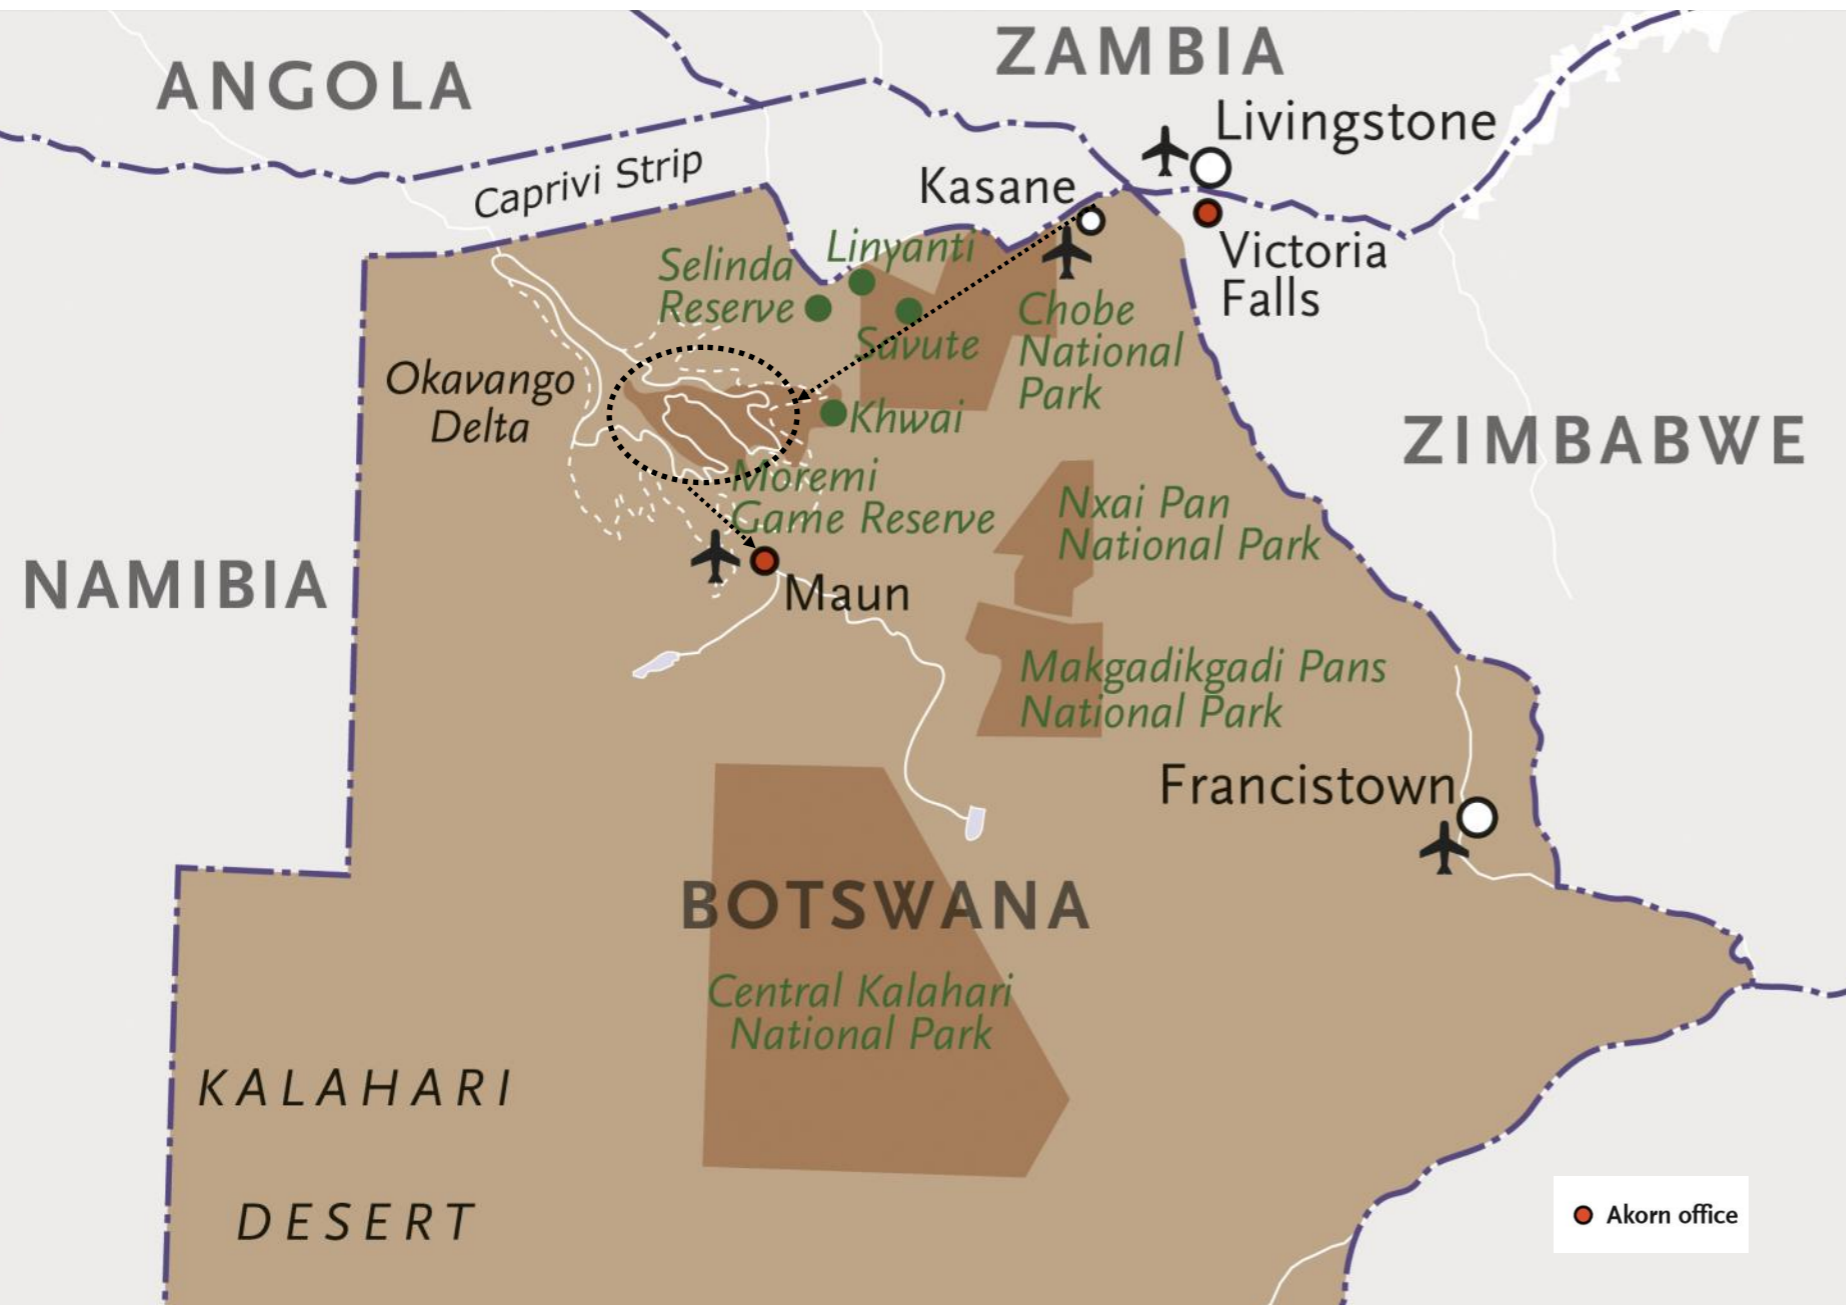 ANGOLA
ZAMBIA
Livingstone
Caprivi Strip
Kasane
Victoria
Falls
Linyanti
Selinda
Reserve
Savute
Chobe
National
Park
Okavango
Delta
Khwai
ZIMBABWE
Moremi
Game Reserve
Nxai Pan
National Park
NAMIBIA
Maun
Makgadikgadi Pans
National Park
Francistown
BOTSWANA
Central Kalahari
National Park
KALAHARI
DESERT
Akorn office